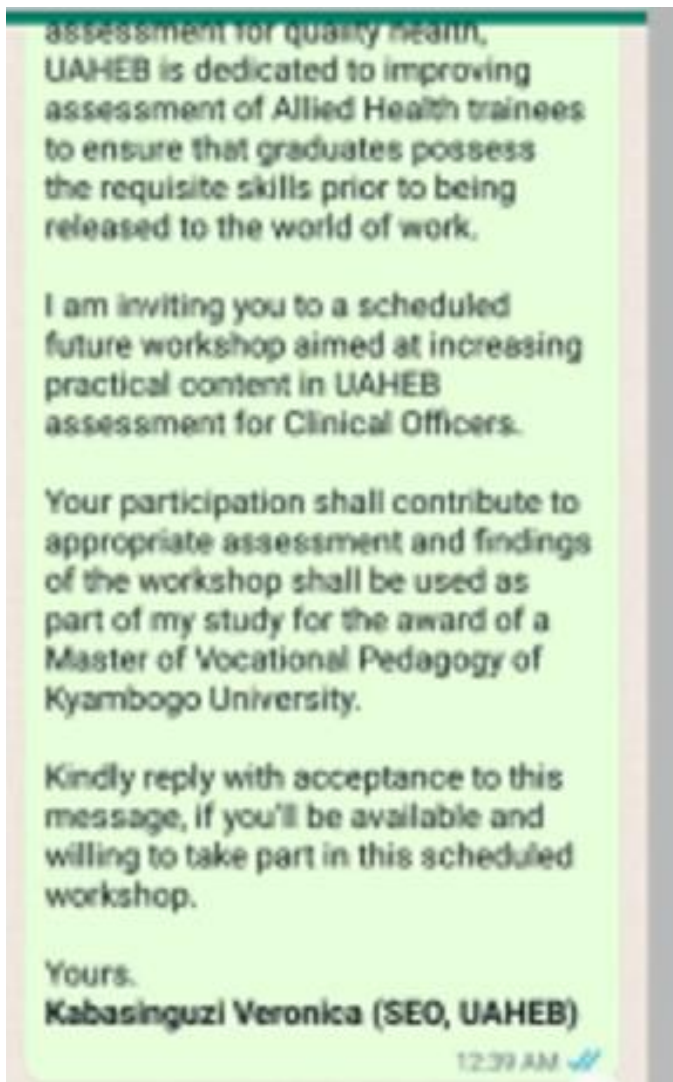 assessment for quality health,
UAHEB is dedicated to improving
assessment of Allied Health trainees
to ensure that graduates possess
the requisite skills prior to being
released to the world of work.
I am inviting you to a scheduled
future workshop aimed at increasing
practical content in UAHEB
assessment for Clinical Officers.
Your participation shall contribute to
appropriate assessment and findings
of the workshop shall be used as
part of my study for the award of a
Master of Vocational Pedagogy of
Kyambogo University.
Kindly reply with acceptance to this
message, if you'll be available and
willing to take part in this scheduled
workshop.
Yours.
Kabasinguzi Veronica (SEO, UAHEB)
12:39 AM